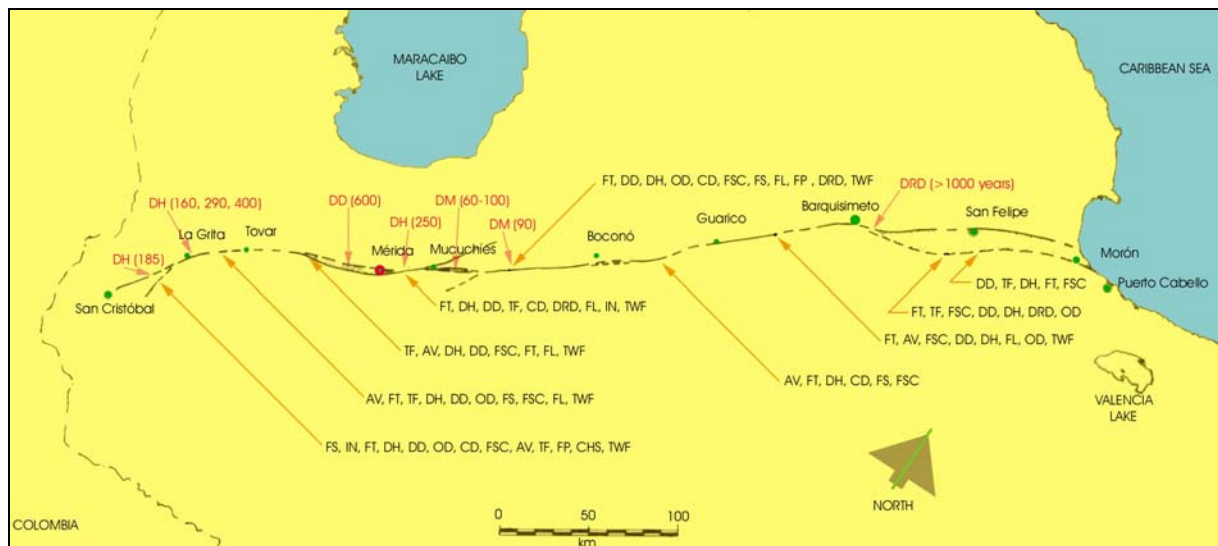 MARACAIBO
LAKE
CARIBBEAN SEA
FT, DD, DH, OD, CD, FSC, FS, FL, FP , DRD, TWF
DH (160, 290, 400)
DD (600)
DM (60-100)
DRD (>1000 years)
DH (250)
DM (90)
Barquisimeto
San Felipe
La Grita
Tovar
Mérida
Mucuchíes
Boconó
Guarico
Morón
DH (185)
San Cristóbal
Puerto Cabello
DD, TF, DH, FT, FSC
FT, DH, DD, TF, CD, DRD, FL, IN, TWF
FT, TF, FSC, DD, DH, DRD, OD
FT, AV, FSC, DD, DH, FL, OD, TWF
TF, AV, DH, DD, FSC, FT, FL, TWF
AV, FT, DH, CD, FS, FSC
AV, FT, TF, DH, DD, OD, FS, FSC, FL, TWF
VALENCIA
LAKE
FS, IN, FT, DH, DD, OD, CD, FSC, AV, TF, FP, CHS, TWF
NORTH
COLOMBIA
0 50 100
km